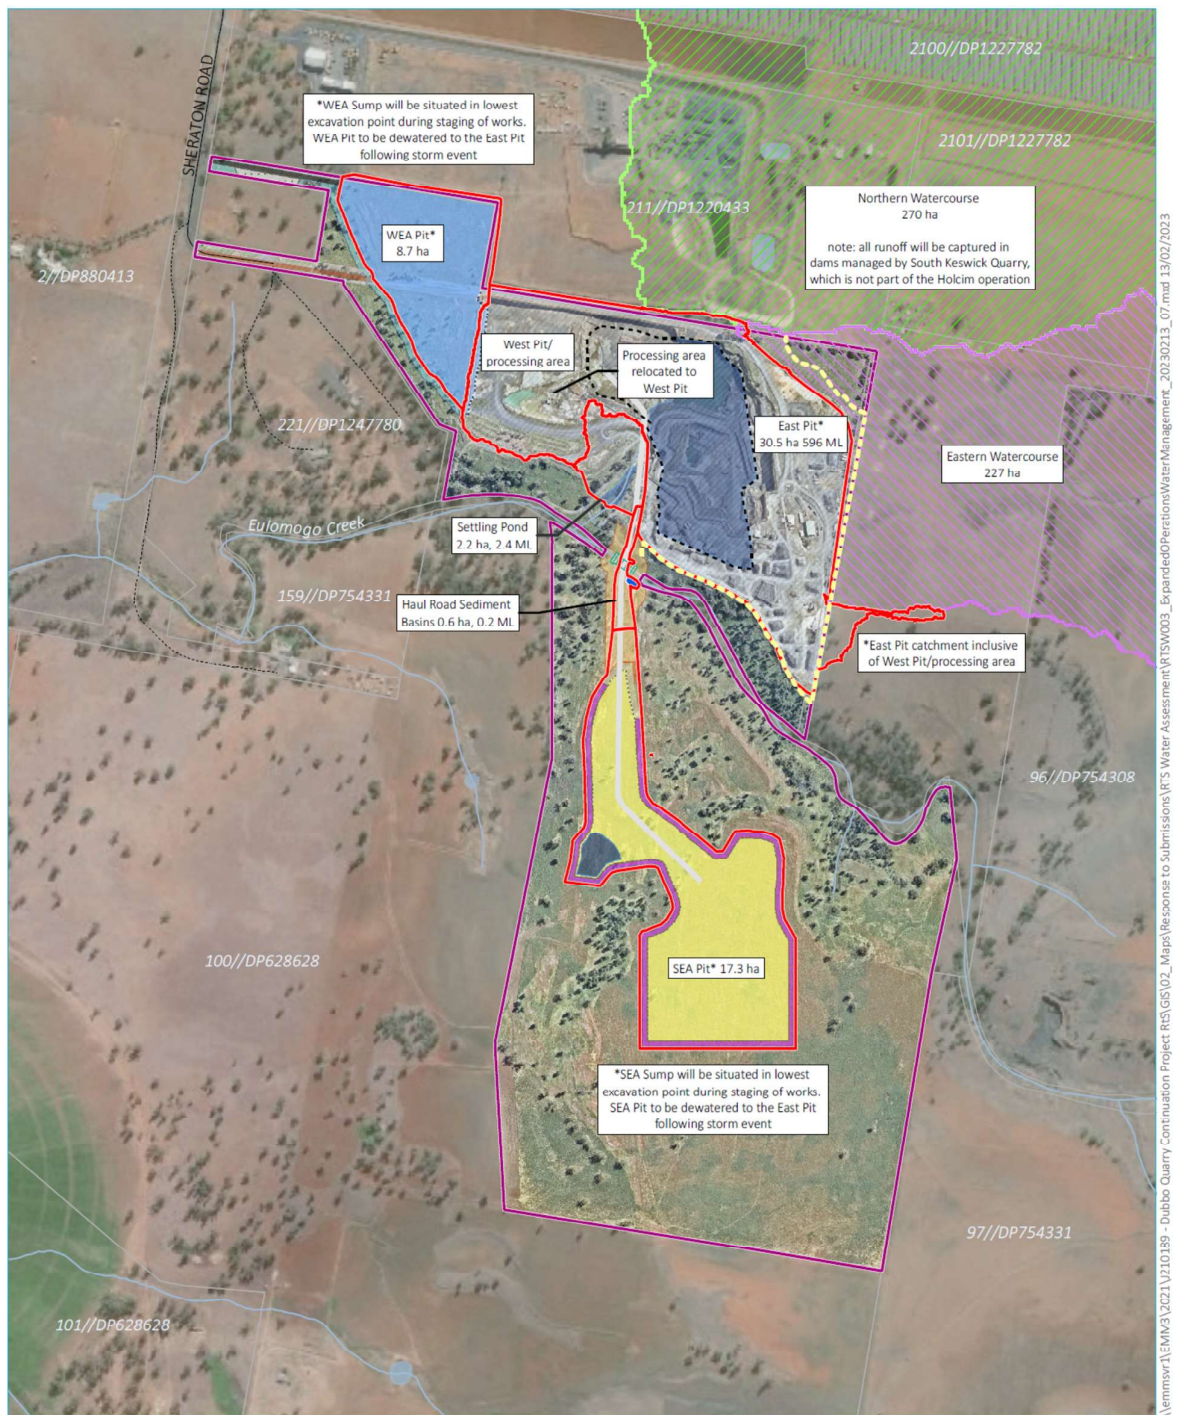 2100//DP1227782
SHERATON ROAD
*WEA Sump will be situated in lowest
excavation point during staging of works.
WEA Pit to be dewatered to the East Pit
following storm event
2101//DP1227782
211//DP1220433
Northern Watercourse
270 ha
note: all runoff will be captured in
dams managed by South Keswick Quarry,
which is not part of the Holcim operation
WEA Pit*
8.7 ha
2//DP880413
West Pit/
processing area
Processing area
relocated to
West Pit
221//DP1247780
East Pit*
30.5 ha 596 ML
Eastern Watercourse
227 ha
Eulomogo Creek
Settling Pond
2.2 ha, 2.4 ML
159//DP754331
Haul Road Sediment
Basins 0.6 ha, 0.2 ML
*East Pit catchment inclusive
of West Pit/processing area
96//DP754308
100//DP628628
SEA Pit* 17.3 ha
*SEA Sump will be situated in lowest
excavation point during staging of works.
SEA Pit to be dewatered to the East Pit
following storm event
97//DP754331
101//DP628628
\\emmsvr1\EMM3\2021\J210189 - Dubbo Quarry Continuation Project RtS\GIS\02_Maps\Response to Submissions\RTS Water Assessment\RTSW003_ExpandedOPerationsWaterManagement_20230213_07.mxd 13/02/2023